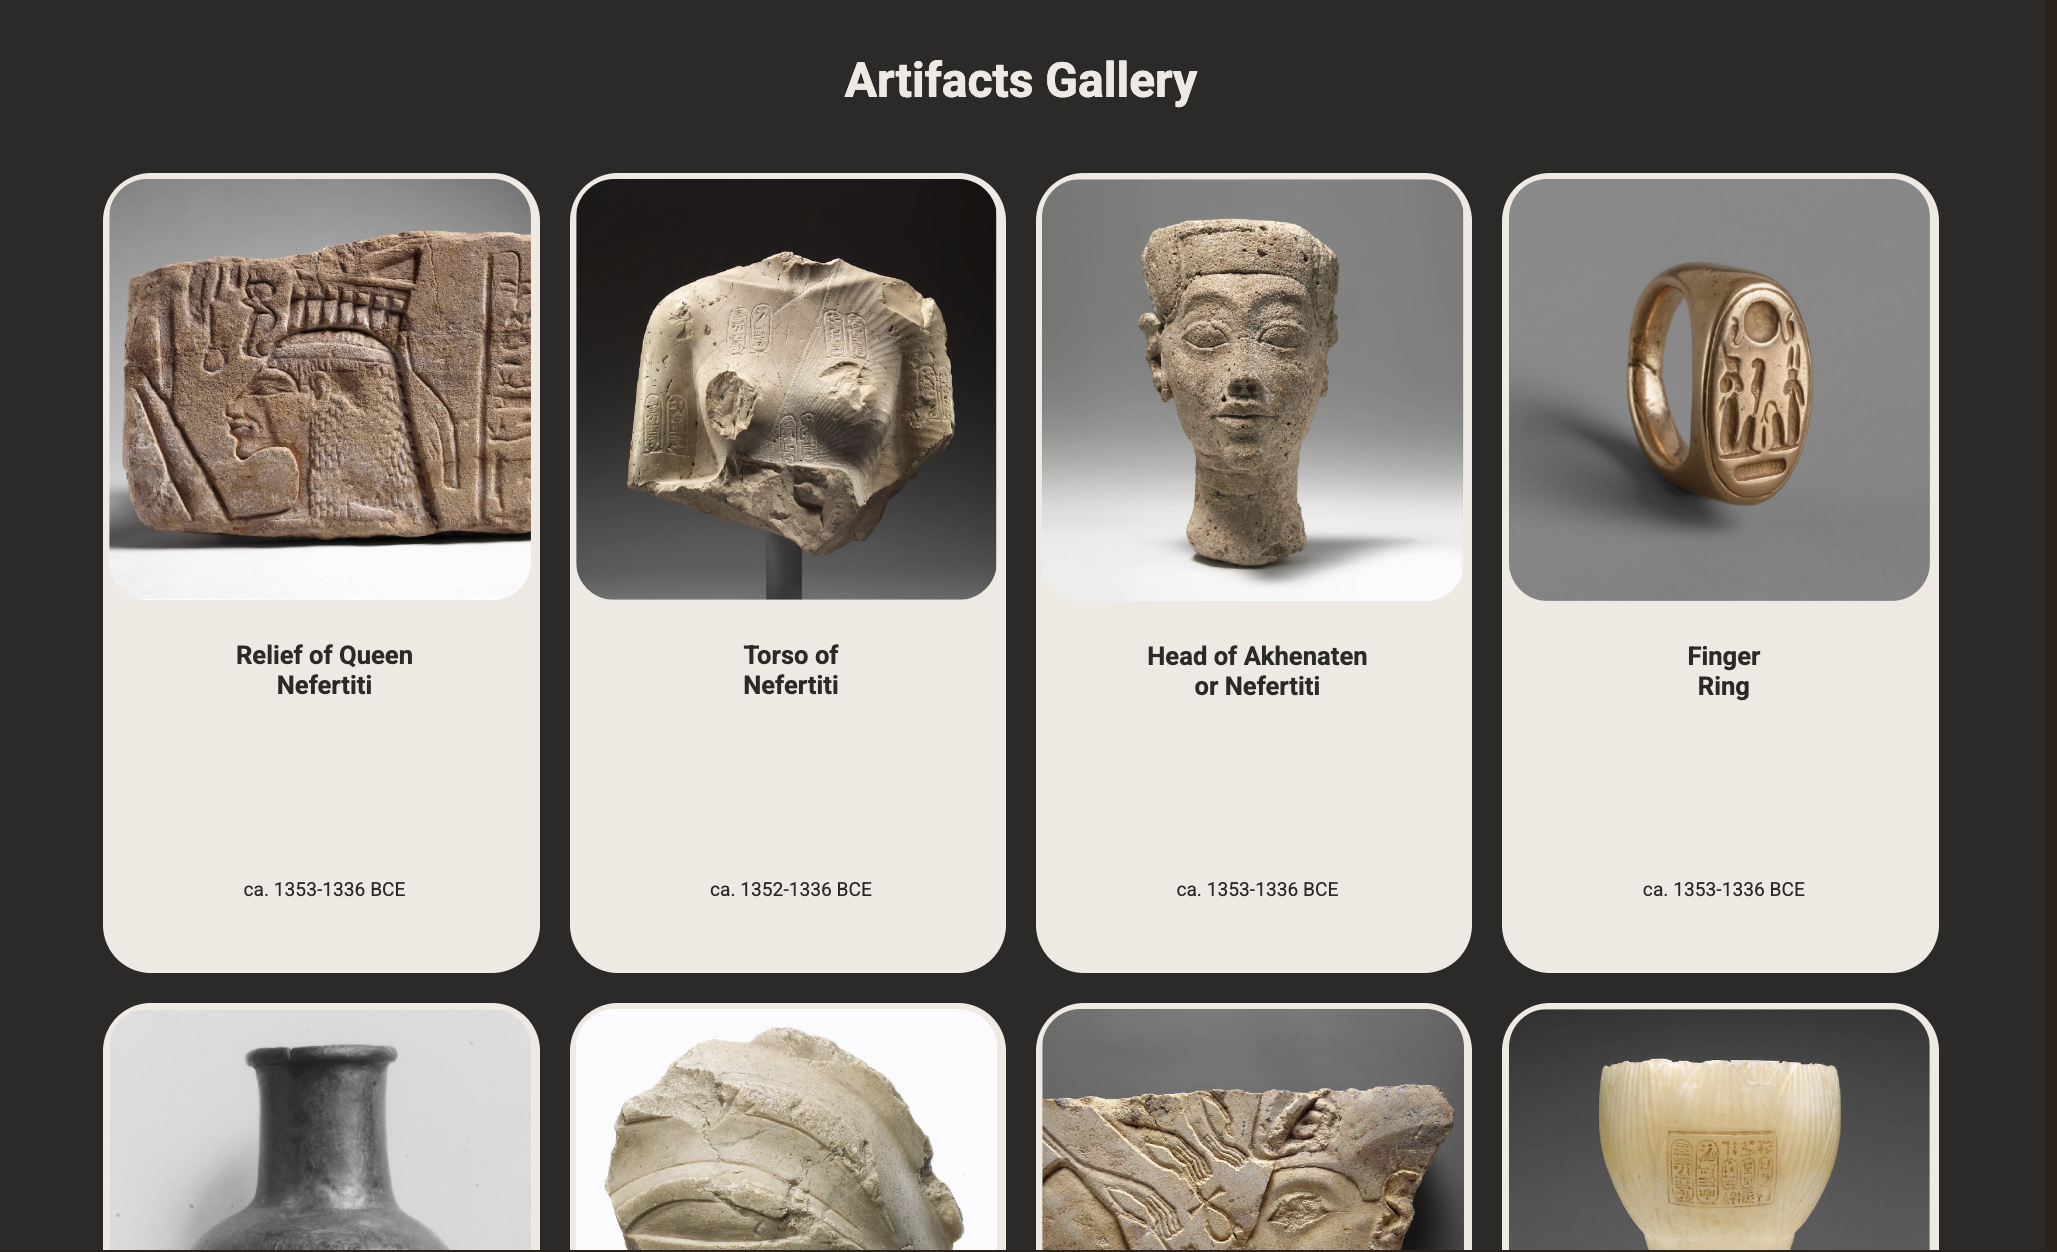 Artifacts Gallery
Relief of Queen
Nefertiti
Torso of
Nefertiti
Head of Akhenaten
or Nefertiti
Finger
Ring
ca. 1353-1336 BCE
ca. 1352-1336 BCE
ca. 1353-1336 BCE
ca. 1353-1336 BCE